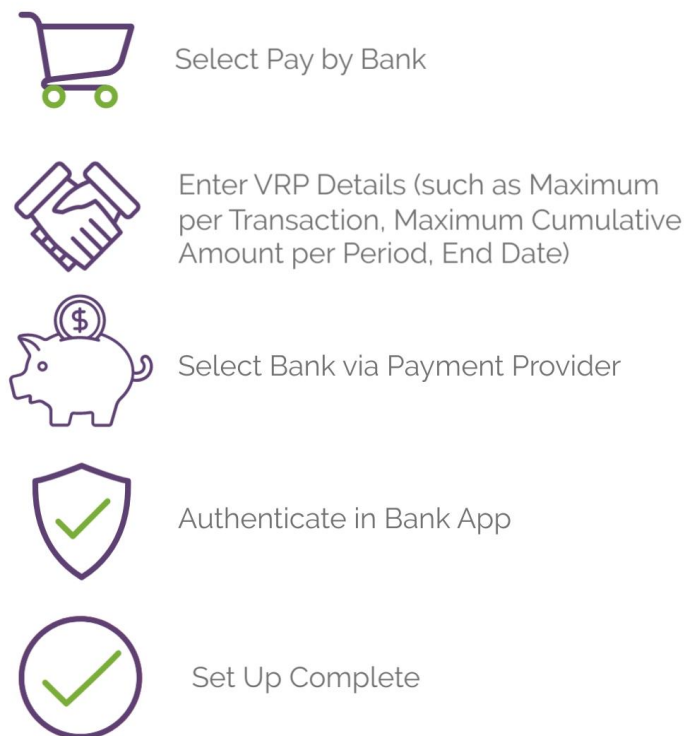 Select Pay by Bank
Enter VRP Details (such as Maximum
per Transaction, Maximum Cumulative
Amount per Period, End Date)
$
Select Bank via Payment Provider
Authenticate in Bank App
Set Up Complete